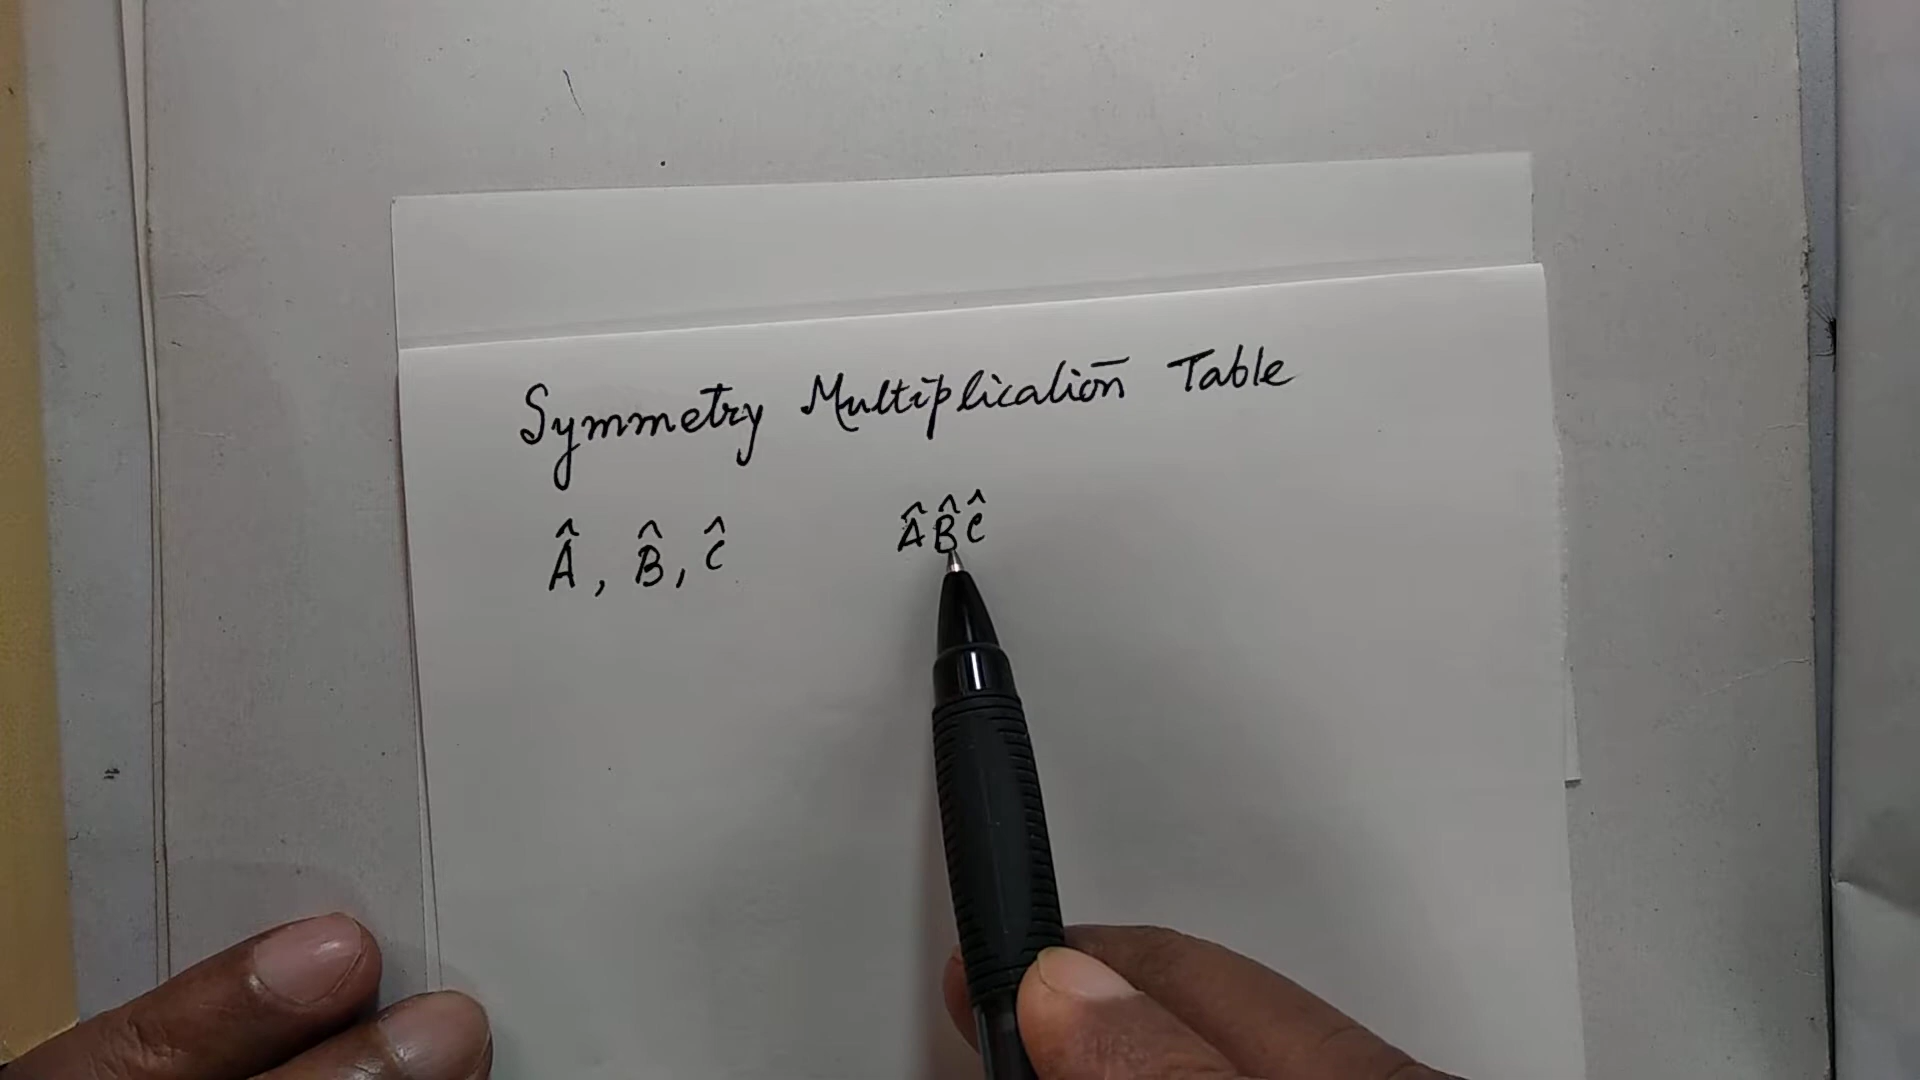 Symmetry Multiplication Table
Â, B̂, Ĉ ÂB̂Ĉ